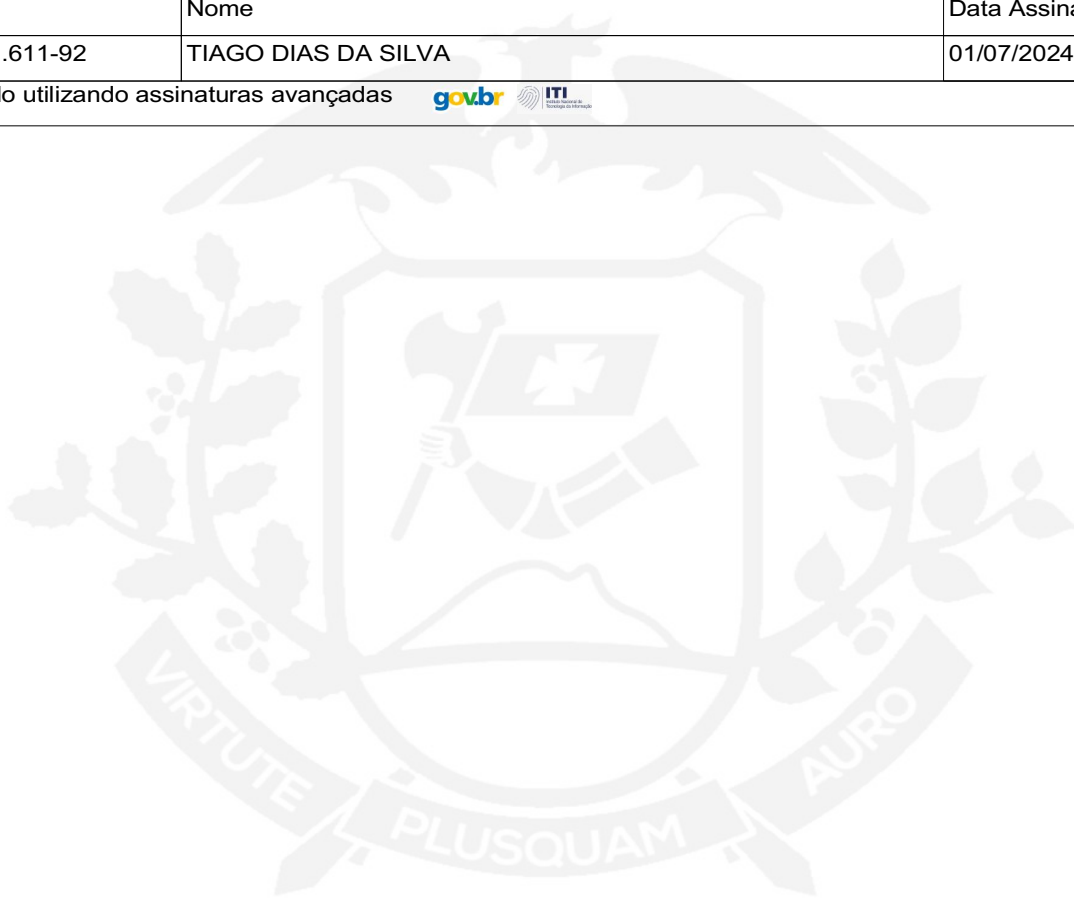 Nome
Data Assina
.611-92
TIAGO DIAS DA SILVA
01/07/2024
lo utilizando assinaturas avançadas
gov.br
ITI
VIRTUTE
PLUSQUAM
AURO